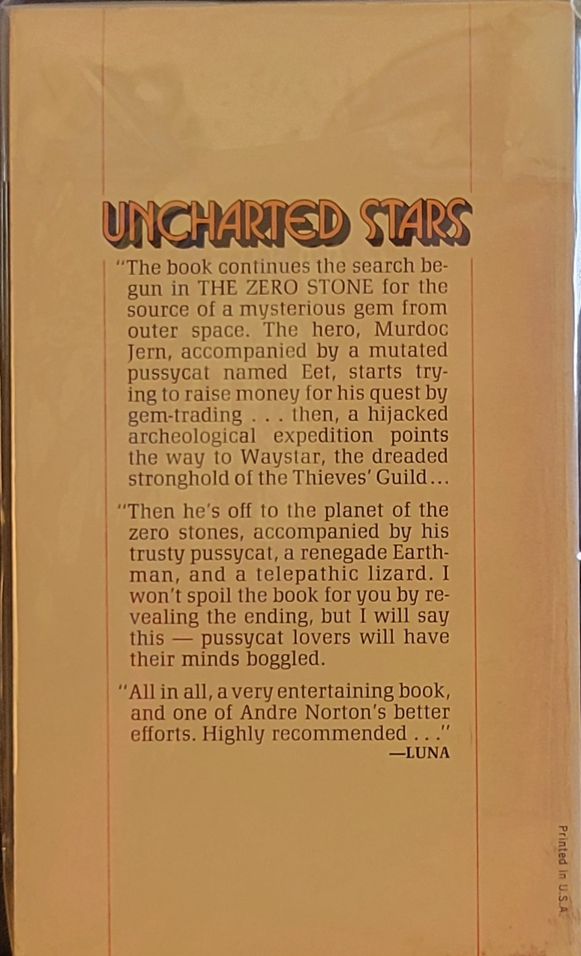 UNCHARTED STARS
"The book continues the search be-
gun in THE ZERO STONE for the
source of a mysterious gem from
outer space. The hero, Murdoc
Jern, accompanied by a mutated
pussycat named Eet, starts try-
ing to raise money for his quest by
gem-trading . . . then, a hijacked
archeological expedition points
the way to Waystar, the dreaded
stronghold of the Thieves' Guild...
"Then he's off to the planet of the
zero stones, accompanied by his
trusty pussycat, a renegade Earth-
man, and a telepathic lizard. I
won't spoil the book for you by re-
vealing the ending, but I will say
this — pussycat lovers will have
their minds boggled.
"All in all, a very entertaining book,
and one of Andre Norton's better
efforts. Highly recommended . . ."
—LUNA
Printed in U.S.A.